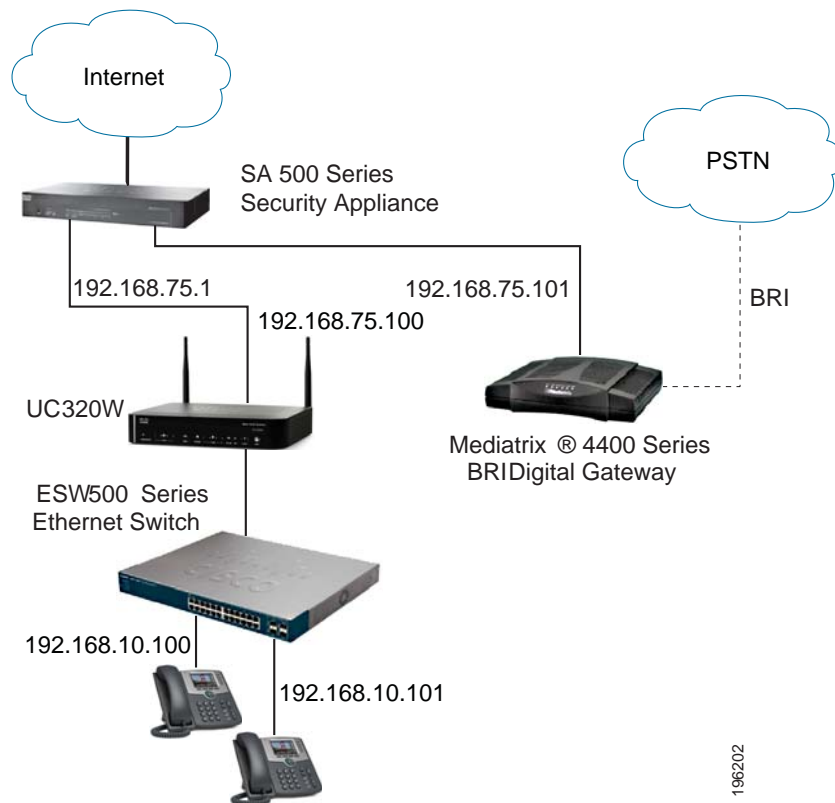 Internet
PSTN
SA 500 Series
Security Appliance
192.168.75.1
192.168.75.101
192.168.75.100
BRI
UC320W
Mediatrix ® 4400 Series
BRIDigital Gateway
ESW500 Series
Ethernet Switch
CISCO
192.168.10.100
192.168.10.101
196202